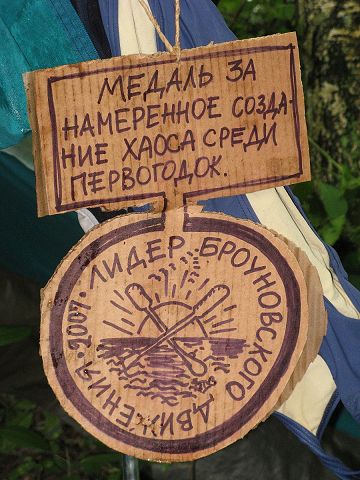 МЕДАЛЬ ЗА
НАМЕРЕННОЕ СОЗДА-
НИЕ ХАОСА СРЕДИ
ПЕРВОГОДОК.
ЛИДЕР БРОУНОВСКОГО ДВИЖЕНИЯ • 2007 •